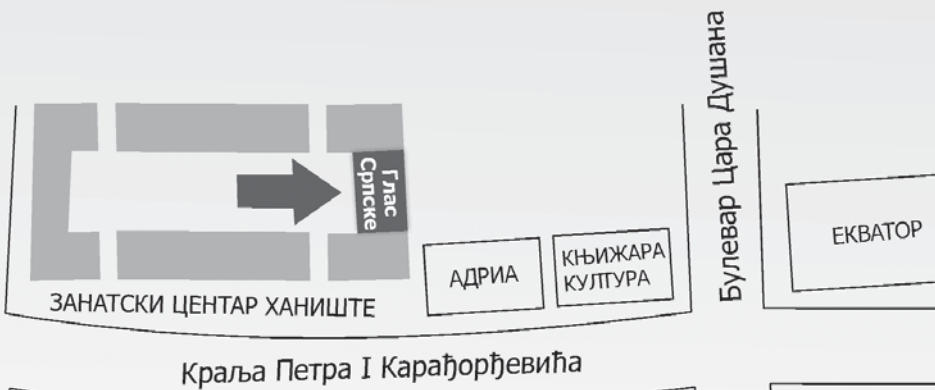 Булевар Цара Душана
Глас
Српске
ЕКВАТОР
АДРИА
КЊИЖАРА
КУЛТУРА
ЗАНАТСКИ ЦЕНТАР ХАНИШТЕ
Краља Петра I Карађорђевића